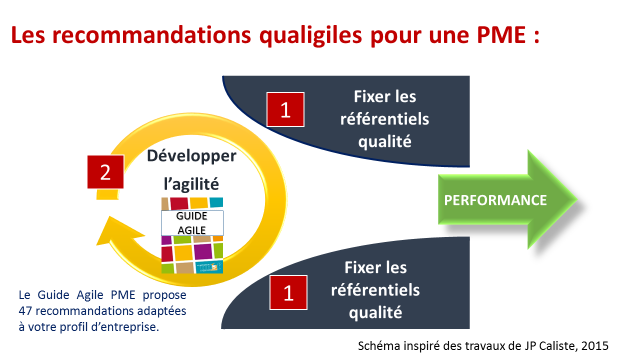 Les recommandations qualigiles pour une PME :
1
Fixer les
référentiels
qualité
2
Développer
l'agilité
GUIDE
AGILE
PERFORMANCE
1
Fixer les
référentiels
qualité
Le Guide Agile PME propose
47 recommandations adaptées
à votre profil d'entreprise.
Schéma inspiré des travaux de JP Caliste, 2015